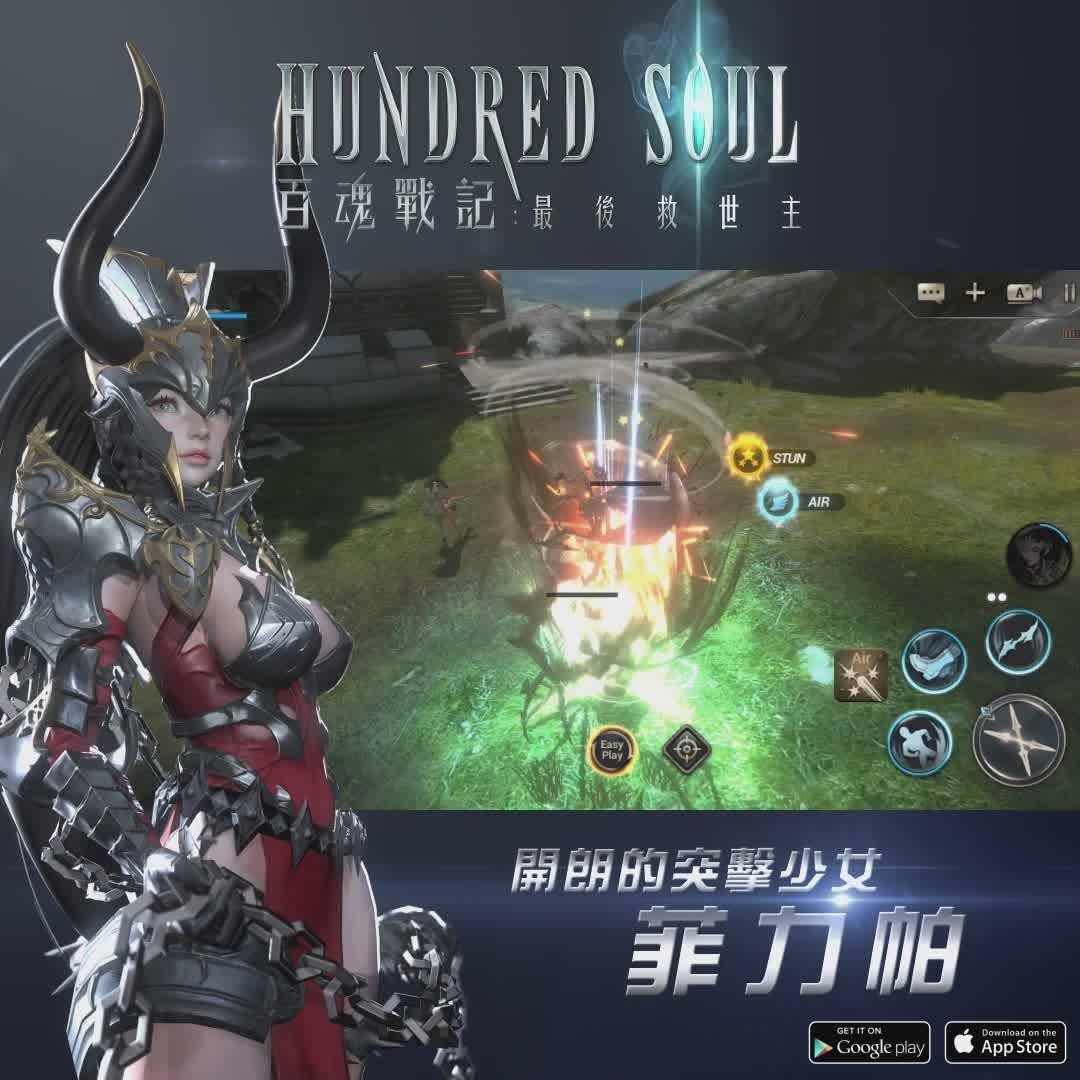 HUNDRED SOUL
百魂戰記:最後救世主
A
STUN
AIR
Air
Easy
Play
開朗的突擊少女
菲力帕
GET IT ON
Google play
Download on the
App Store